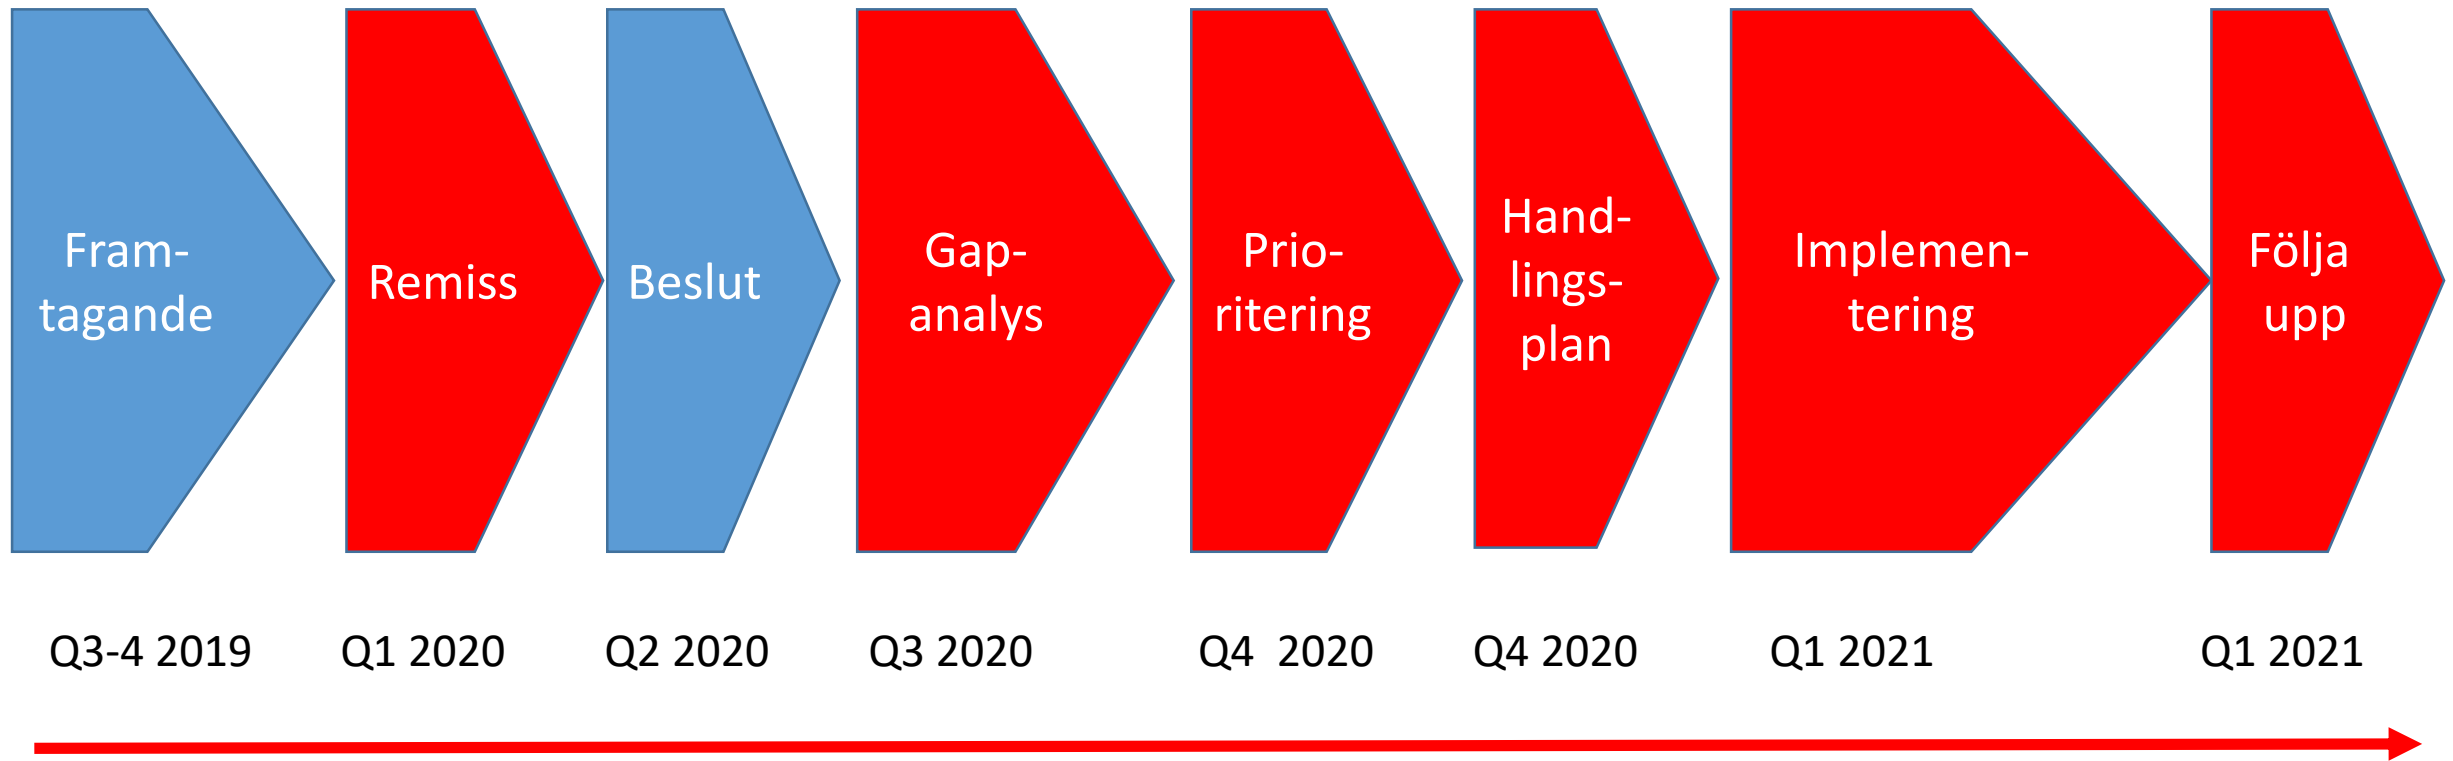 Fram-
tagande
Remiss
Beslut
Gap-
analys
Prio-
ritering
Hand-
lings-
plan
Implemen-
tering
Följa
upp
Q3-4 2019
Q1 2020
Q2 2020
Q3 2020
Q4  2020
Q4 2020
Q1 2021
Q1 2021